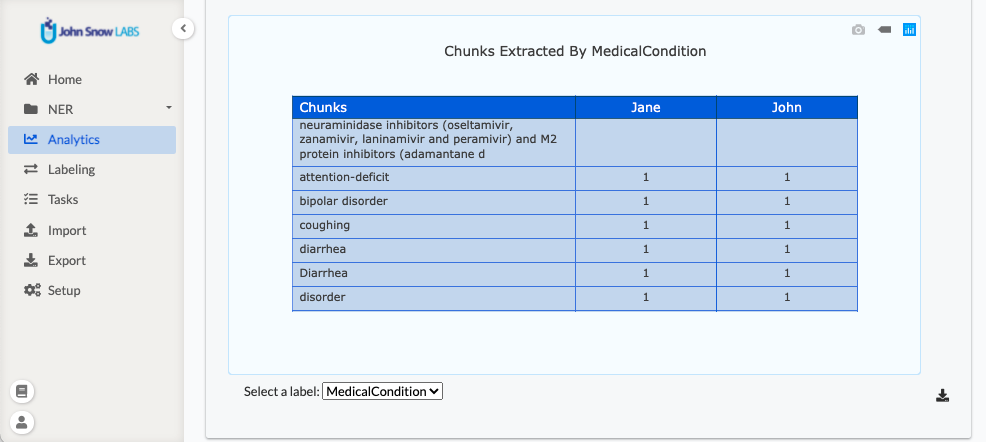 John Snow LABS
Home
NER
Analytics
Labeling
Tasks
Import
Export
Setup
Chunks Extracted By MedicalCondition
Chunks Jane John
neuraminidase inhibitors (oseltamivir,
zanamivir, laninamivir and peramivir) and M2
protein inhibitors (adamantane d
attention-deficit 1 1
bipolar disorder 1 1
coughing 1 1
diarrhea 1 1
Diarrhea 1 1
disorder 1 1
Select a label: MedicalCondition